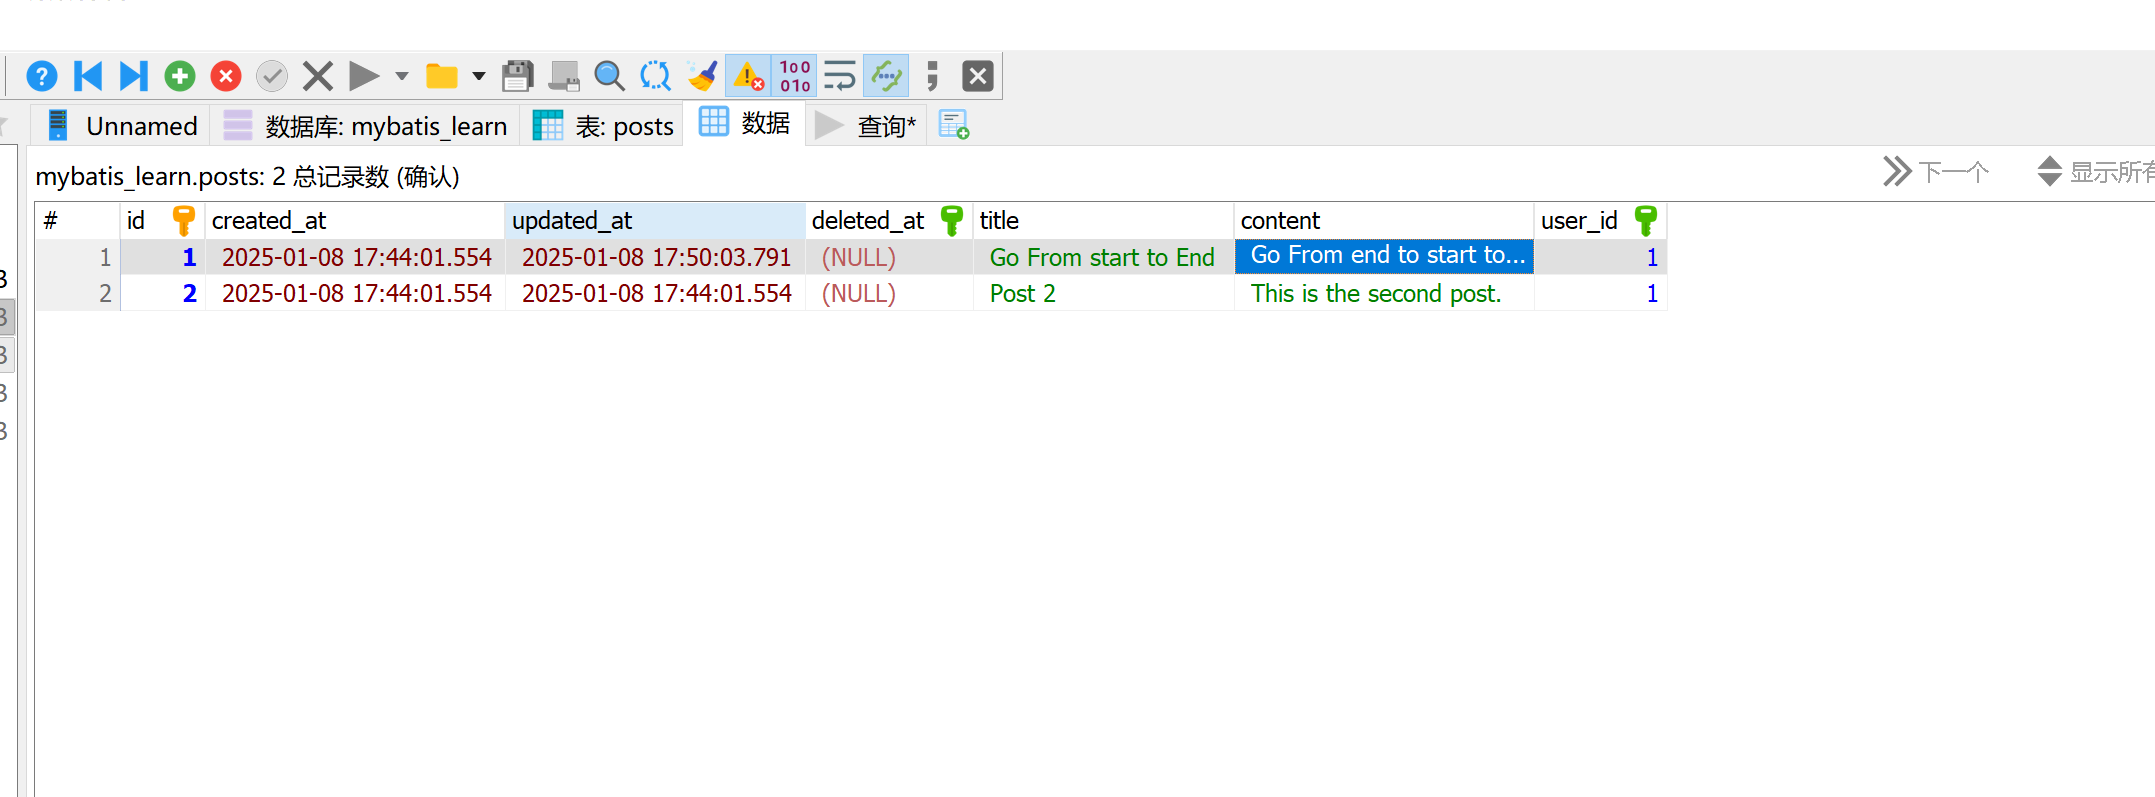 Unnamed 数据库: mybatis_learn 表: posts 数据 查询*
mybatis_learn.posts: 2 总记录数 (确认) 下一个 显示所有
# id created_at updated_at deleted_at title content user_id
1 1 2025-01-08 17:44:01.554 2025-01-08 17:50:03.791 (NULL) Go From start to End Go From end to start to... 1
2 2 2025-01-08 17:44:01.554 2025-01-08 17:44:01.554 (NULL) Post 2 This is the second post. 1